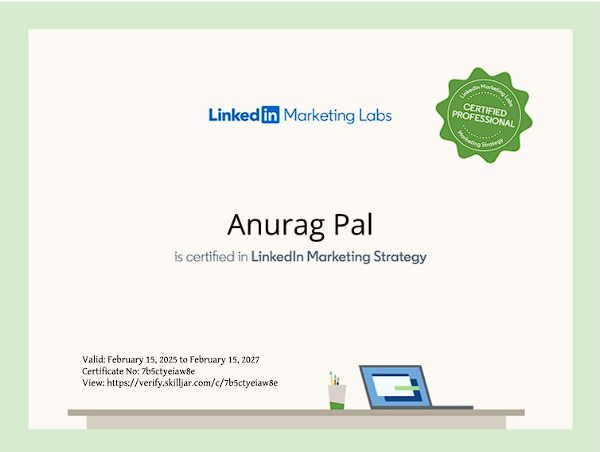 LinkedIn Marketing Labs
LinkedIn Marketing Labs
CERTIFIED
PROFESSIONAL
Marketing Strategy
Anurag Pal
is certified in LinkedIn Marketing Strategy
Valid: February 15, 2025 to February 15, 2027
Certificate No: 7b5ctyeiaw8e
View: https://verify.skilljar.com/c/7b5ctyeiaw8e